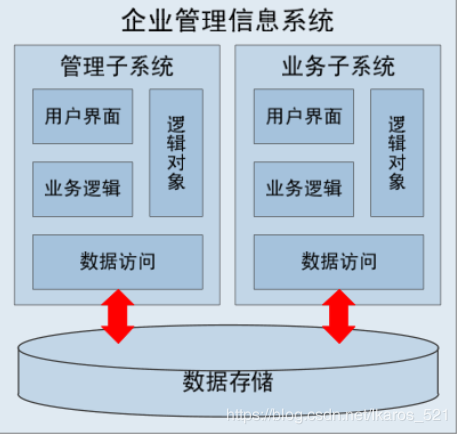 企业管理信息系统
管理子系统
用户界面
逻辑对象
业务逻辑
数据访问
业务子系统
用户界面
逻辑对象
业务逻辑
数据访问
数据存储
https://blog.csdn.net/Ikaros_521